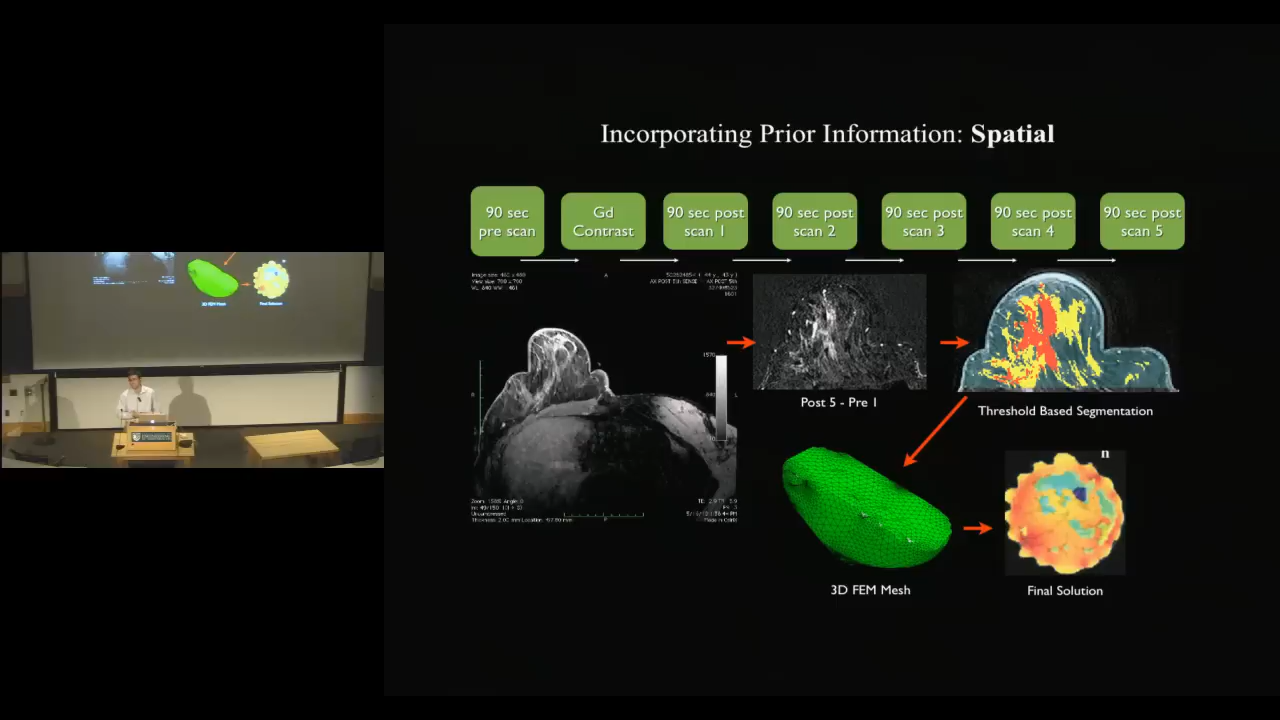 Incorporating Prior Information: Spatial
90 sec
pre scan
Gd
Contrast
90 sec post
scan 1
90 sec post
scan 2
90 sec post
scan 3
90 sec post
scan 4
90 sec post
scan 5
A
Post 5 - Pre 1
Threshold Based Segmentation
n
3D FEM Mesh
Final Solution